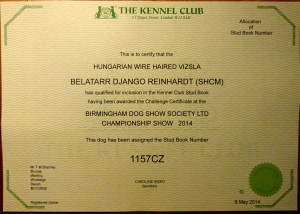 THE KENNEL CLUB
Allocation
of
Stud Book Number
This is to certify that the
HUNGARIAN WIRE HAIRED VIZSLA
BELATARR DJANGO REINHARDT (SHCM)
has qualified for inclusion in the Kennel Club Stud Book
having been awarded the Challenge Certificate at the
BIRMINGHAM DOG SHOW SOCIETY LTD
CHAMPIONSHIP SHOW 2014
This dog has been assigned the Stud Book Number
1157CZ
CAROLINE KISKO
Secretary
Devon
Registered Owner
8 May 2014